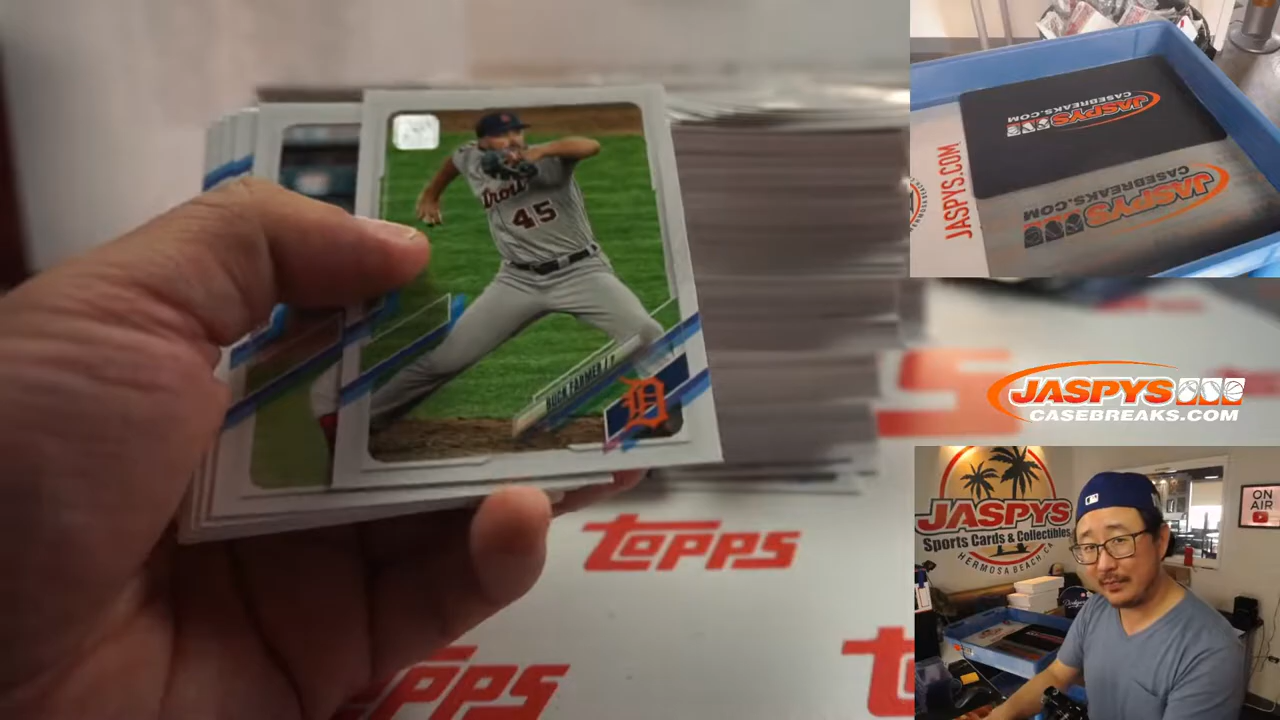 troit
45
BUCK FARMER / P
D
TOPPS
TOPPS
JASPYS
CASEBREAKS.COM
JASPYS
CASEBREAKS.COM
JASPYS.COM
JASPYS
CASEBREAKS.COM
JASPYS
Sports Cards & Collectibles
HERMOSA BEACH CA
ON
AIR